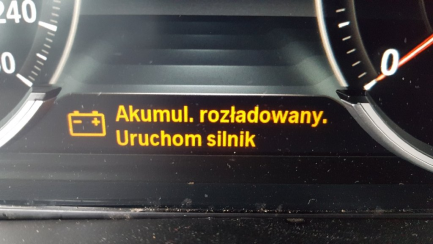 240
Akumul. rozładowany.
Uruchom silnik
0